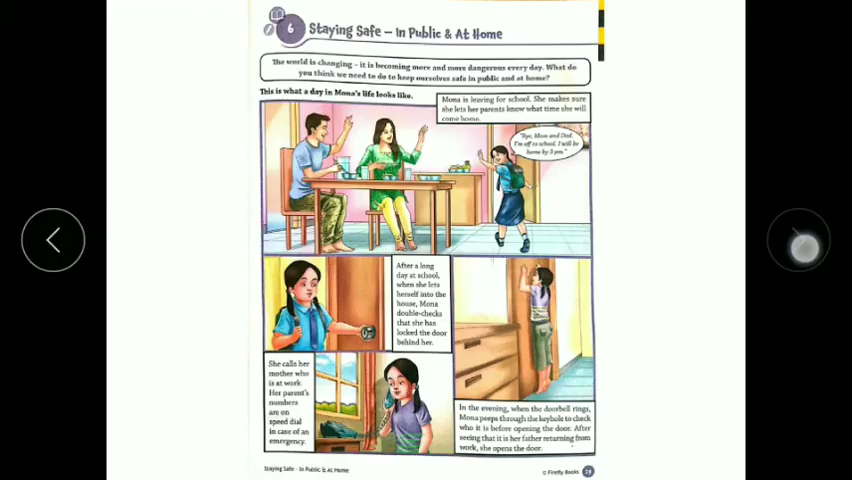 6
Staying Safe – In Public & At Home
The world is changing – it is becoming more and more dangerous every day. What do
you think we need to do to keep ourselves safe in public and at home?
This is what a day in Mona's life looks like.
Mona is leaving for school. She makes sure
she lets her parents know what time she will
come home.
"Bye, Mom and Dad.
I'm off to school. I will be
home by 3 pm."
After a long
day at school,
when she lets
herself into the
house, Mona
double-checks
that she has
locked the door
behind her.
She calls her
mother who
is at work.
Her parent's
numbers
are on
speed dial
in case of an
emergency.
In the evening, when the doorbell rings,
Mona peeps through the keyhole to check
who it is before opening the door. After
seeing that it is her father returning from
work, she opens the door.
Staying Safe – In Public & At Home
© Firefly Books